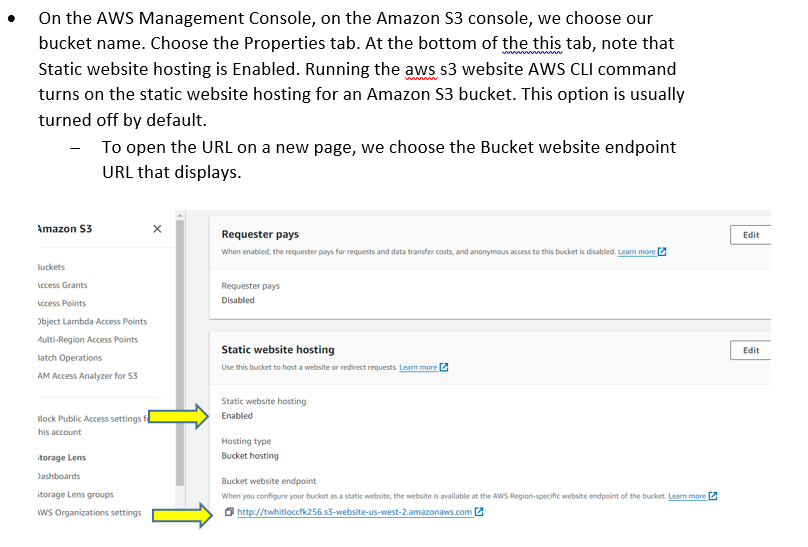 On the AWS Management Console, on the Amazon S3 console, we choose our
bucket name. Choose the Properties tab. At the bottom of the this tab, note that
Static website hosting is Enabled. Running the aws s3 website AWS CLI command
turns on the static website hosting for an Amazon S3 bucket. This option is usually
turned off by default.
– To open the URL on a new page, we choose the Bucket website endpoint
URL that displays.
Amazon S3
Buckets
Access Grants
Access Points
Object Lambda Access Points
Multi-Region Access Points
Batch Operations
IAM Access Analyzer for S3
Block Public Access settings f
this account
Storage Lens
Dashboards
Storage Lens groups
AWS Organizations settings
Requester pays
Edit
When enabled, the requester pays for requests and data transfer costs, and anonymous access to this bucket is disabled. Learn more
Requester pays
Disabled
Static website hosting
Edit
Use this bucket to host a website or redirect requests. Learn more
Static website hosting
Enabled
Hosting type
Bucket hosting
Bucket website endpoint
When you configure your bucket as a static website, the website is available at the AWS Region-specific website endpoint of the bucket. Learn more
http://twhitloccfk256.s3-website-us-west-2.amazonaws.com